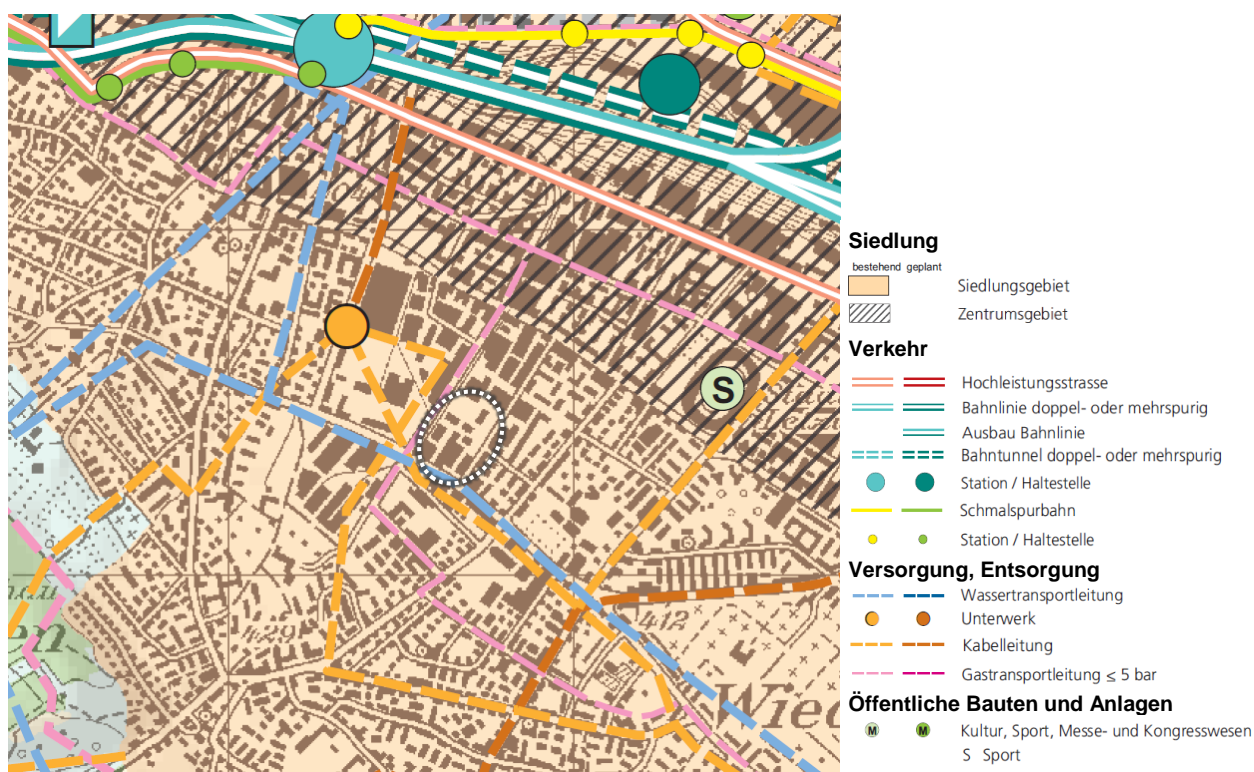 S
412
Wied
Siedlung
bestehend geplant
Siedlungsgebiet
Zentrumsgebiet
Verkehr
Hochleistungsstrasse
Bahnlinie doppel- oder mehrspurig
Ausbau Bahnlinie
Bahntunnel doppel- oder mehrspurig
Station / Haltestelle
Schmalspurbahn
Station / Haltestelle
Versorgung, Entsorgung
Wassertransportleitung
Unterwerk
Kabelleitung
Gastransportleitung ≤ 5 bar
Öffentliche Bauten und Anlagen
M M Kultur, Sport, Messe- und Kongresswesen
S Sport